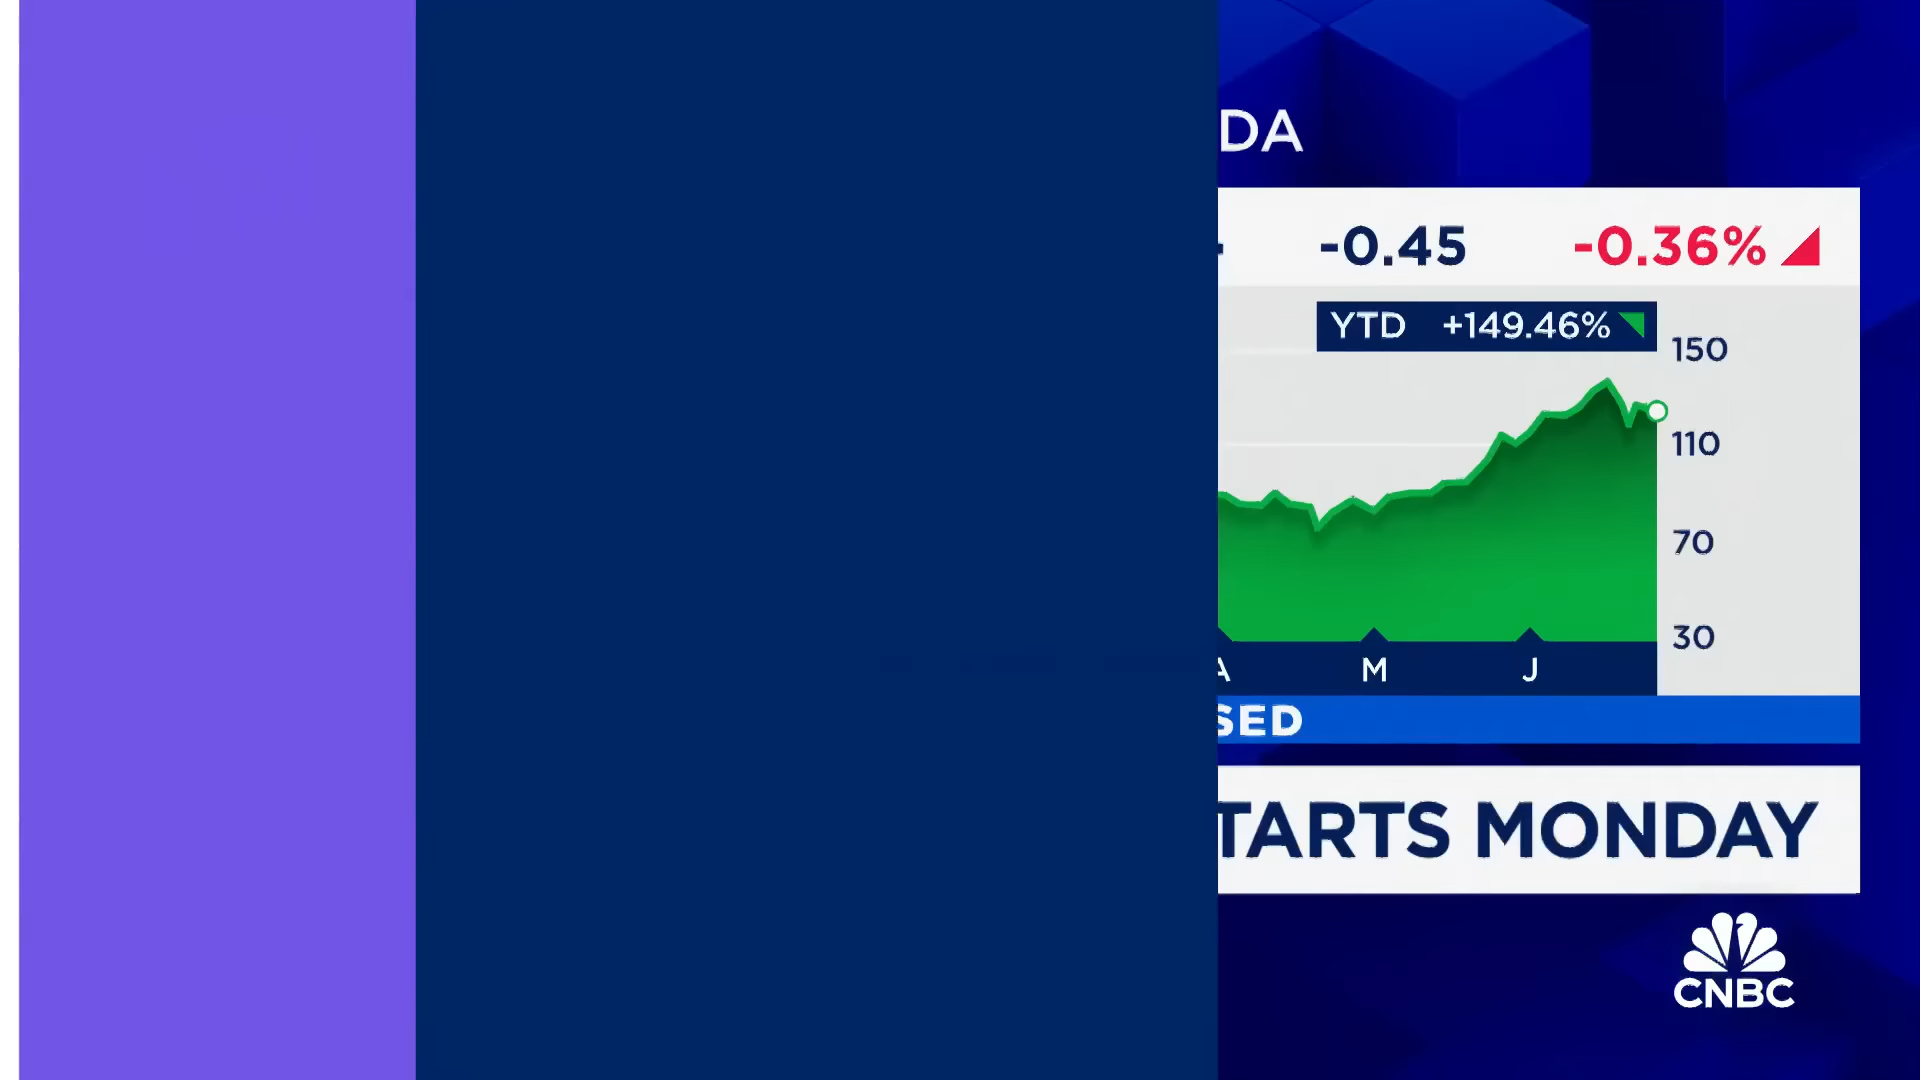 DA
-0.45 -0.36%
YTD +149.46%
150
110
70
30
A M J
SED
TARTS MONDAY
CNBC